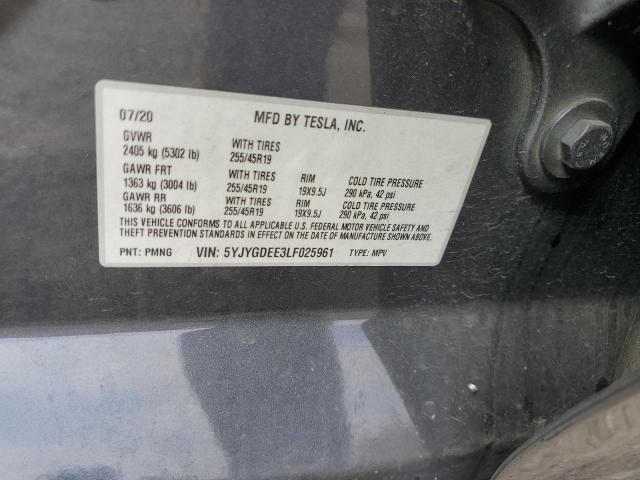 07/20 MFD BY TESLA, INC.
GVWR WITH TIRES
2405 kg (5302 lb) 255/45R19
GAWR FRT WITH TIRES RIM COLD TIRE PRESSURE
1363 kg (3004 lb) 255/45R19 19X9.5J 290 kPa, 42 psi
GAWR RR WITH TIRES RIM COLD TIRE PRESSURE
1636 kg (3606 lb) 255/45R19 19X9.5J 290 kPa, 42 psi
THIS VEHICLE CONFORMS TO ALL APPLICABLE U.S. FEDERAL MOTOR VEHICLE SAFETY AND
THEFT PREVENTION STANDARDS IN EFFECT ON THE DATE OF MANUFACTURE SHOWN ABOVE.
PNT: PMNG VIN: 5YJYGDEE3LF025961 TYPE: MPV